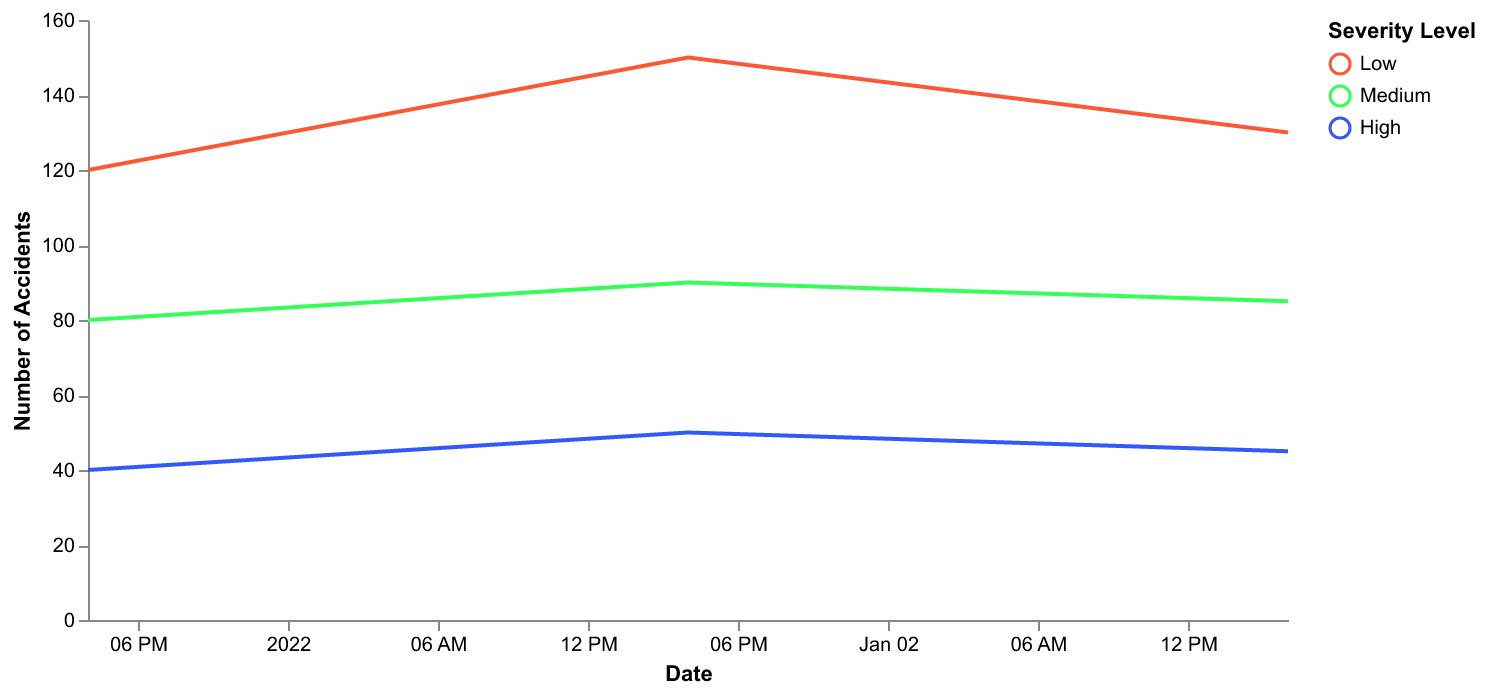 160
140
120
100
80
60
40
20
0
Number of Accidents
06 PM
2022
06 AM
12 PM
06 PM
Jan 02
06 AM
12 PM
Date
Severity Level
Low
Medium
High